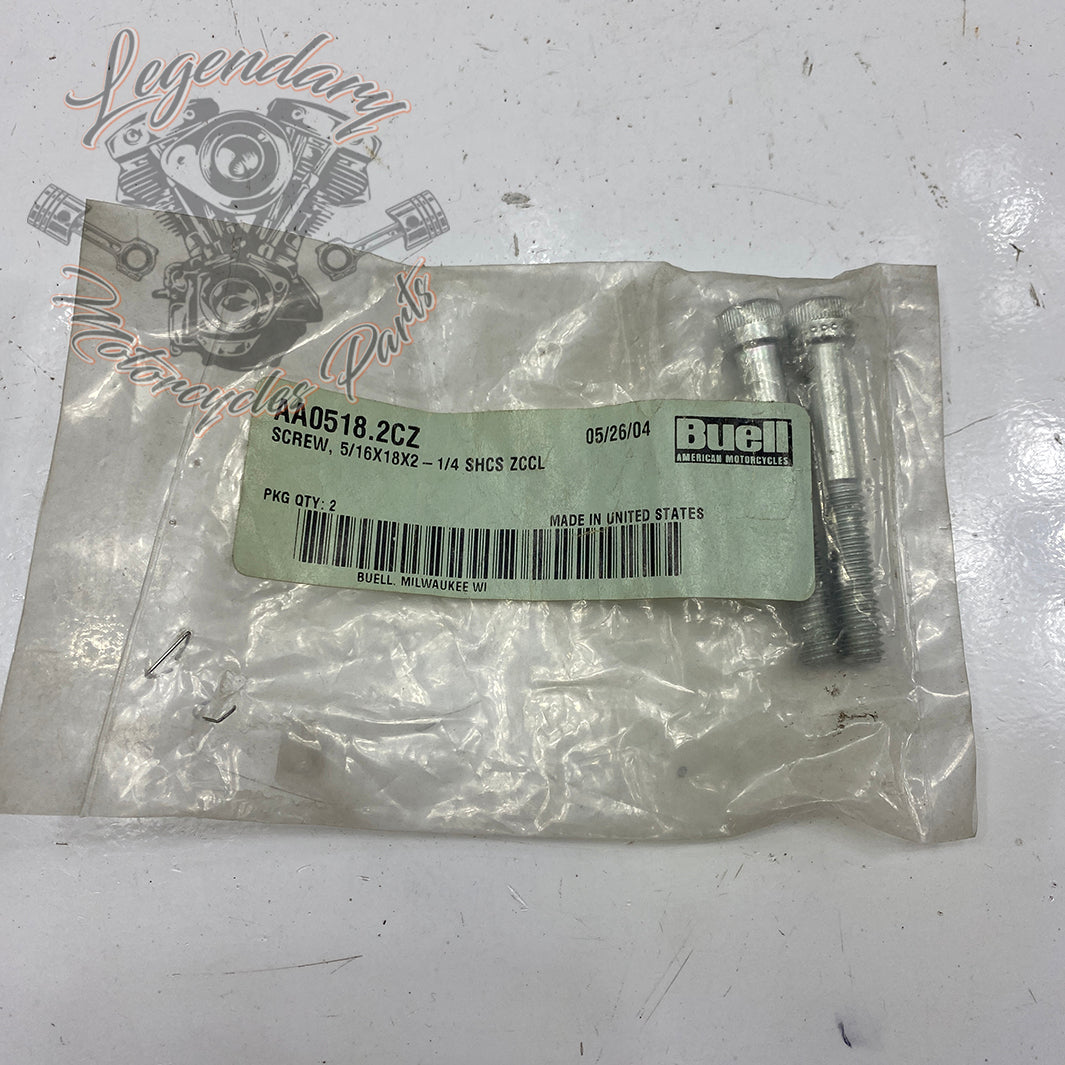 Legendary
Motorcycles Parts
AA0518.2CZ
SCREW, 5/16X18X2-1/4 SHCS ZCCL
05/26/04
Buell
AMERICAN MOTORCYCLES
PKG QTY: 2
MADE IN UNITED STATES
BUELL. MILWAUKEE WI